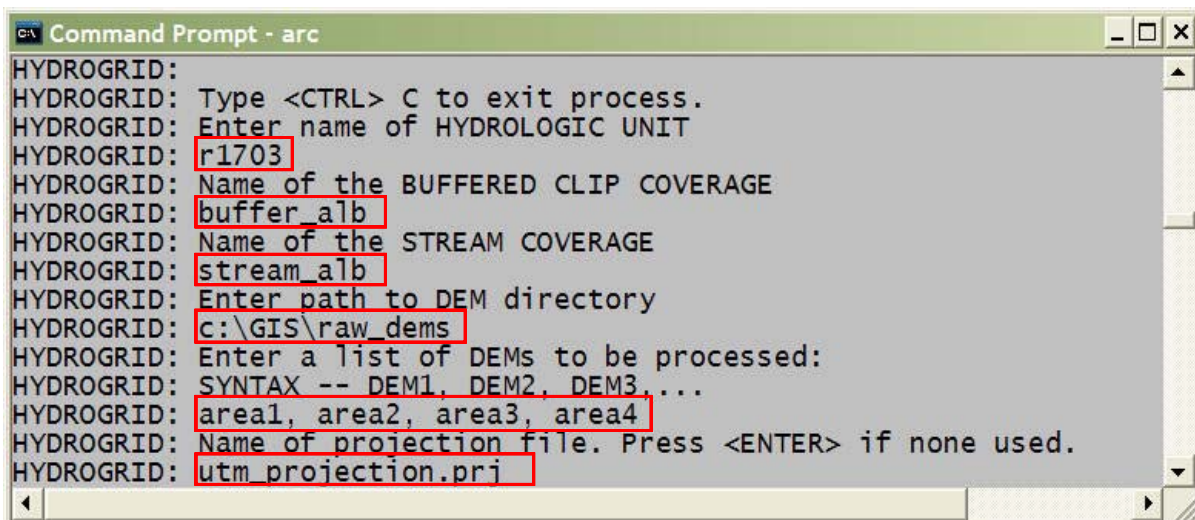 Command Prompt - arc
HYDROGRID:
HYDROGRID: Type <CTRL> C to exit process.
HYDROGRID: Enter name of HYDROLOGIC UNIT
HYDROGRID: r1703
HYDROGRID: Name of the BUFFERED CLIP COVERAGE
HYDROGRID: buffer_alb
HYDROGRID: Name of the STREAM COVERAGE
HYDROGRID: stream_alb
HYDROGRID: Enter path to DEM directory
HYDROGRID: c:\GIS\raw_dems
HYDROGRID: Enter a list of DEMs to be processed:
HYDROGRID: SYNTAX -- DEM1, DEM2, DEM3,...
HYDROGRID: area1, area2, area3, area4
HYDROGRID: Name of projection file. Press <ENTER> if none used.
HYDROGRID: utm_projection.prj